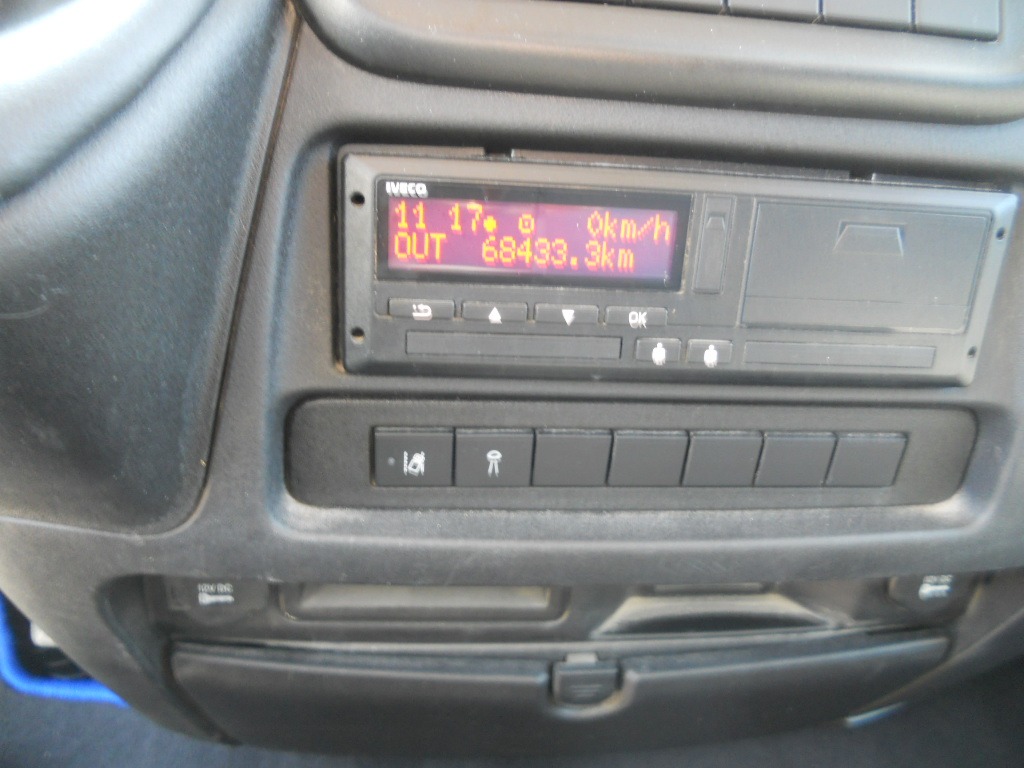 IVECO
11 17● 0km/h
OUT 68433.3km
OK